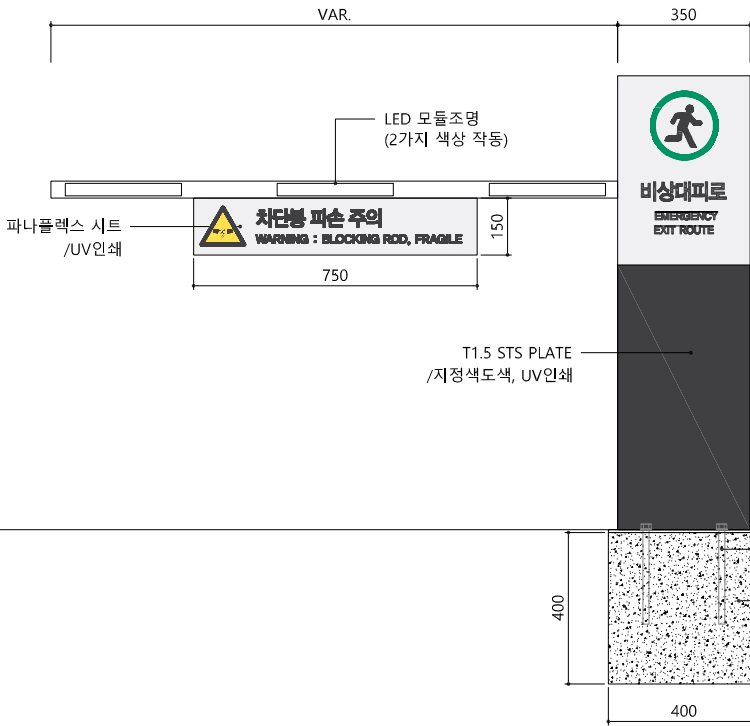 VAR.
350
LED 모듈조명
(2가지 색상 작동)
비상대피로
EMERGENCY
EXIT ROUTE
파나플렉스 시트
/UV인쇄
차단봉 파손 주의
WARNING : BLOCKING ROD, FRAGILE
150
750
T1.5 STS PLATE
/지정색도색, UV인쇄
400
400